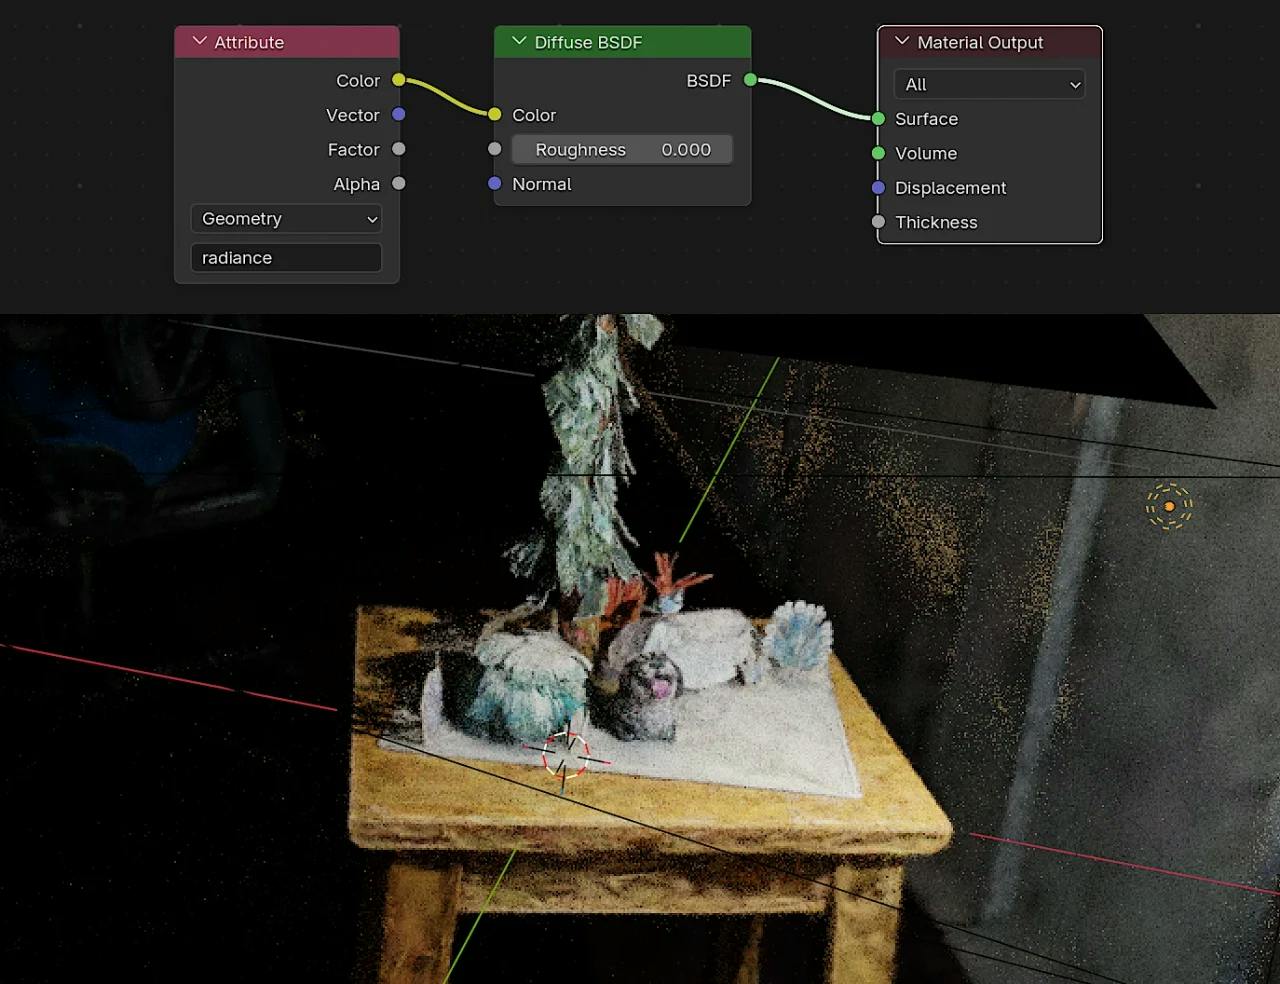 Attribute
Color
Vector
Factor
Alpha
Geometry
radiance
Diffuse BSDF
BSDF
Color
Roughness 0.000
Normal
Material Output
All
Surface
Volume
Displacement
Thickness